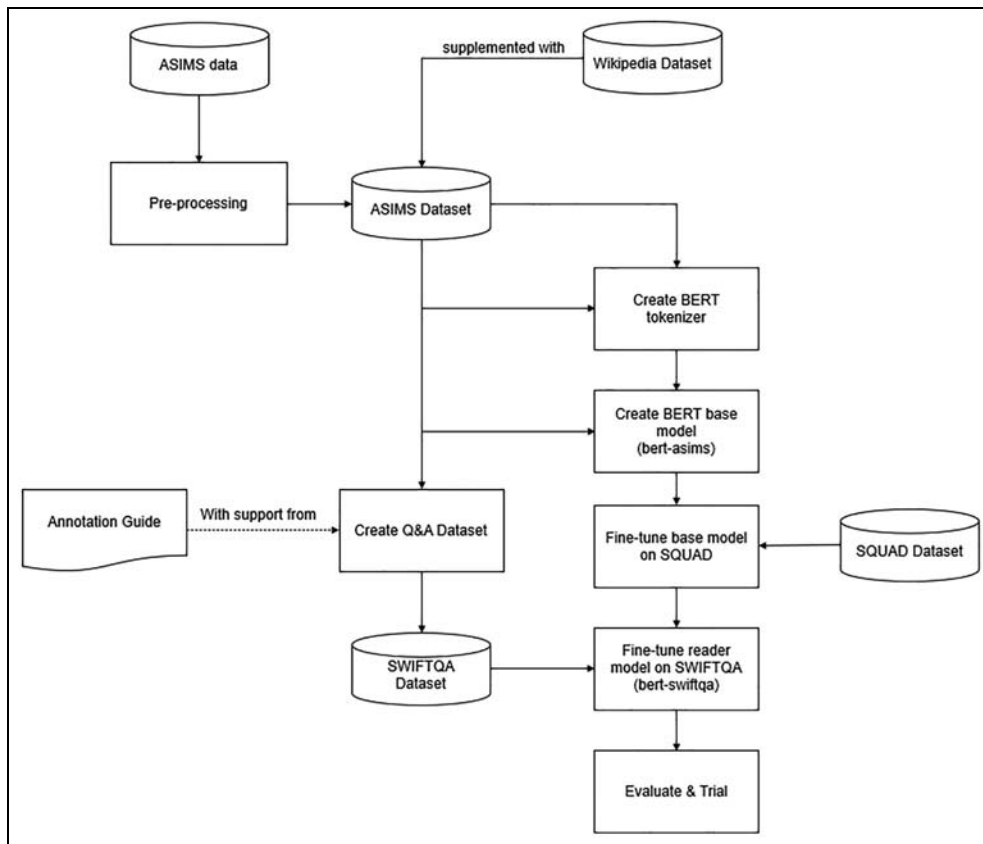 supplemented with
ASIMS data
Wikipedia Dataset
Pre-processing
ASIMS Dataset
Create BERT
tokenizer
Create BERT base
model
(bert-asims)
Annotation Guide
With support from
Create Q&A Dataset
Fine-tune base model
on SQUAD
SQUAD Dataset
SWIFTQA
Dataset
Fine-tune reader
model on SWIFTQA
(bert-swiftqa)
Evaluate & Trial